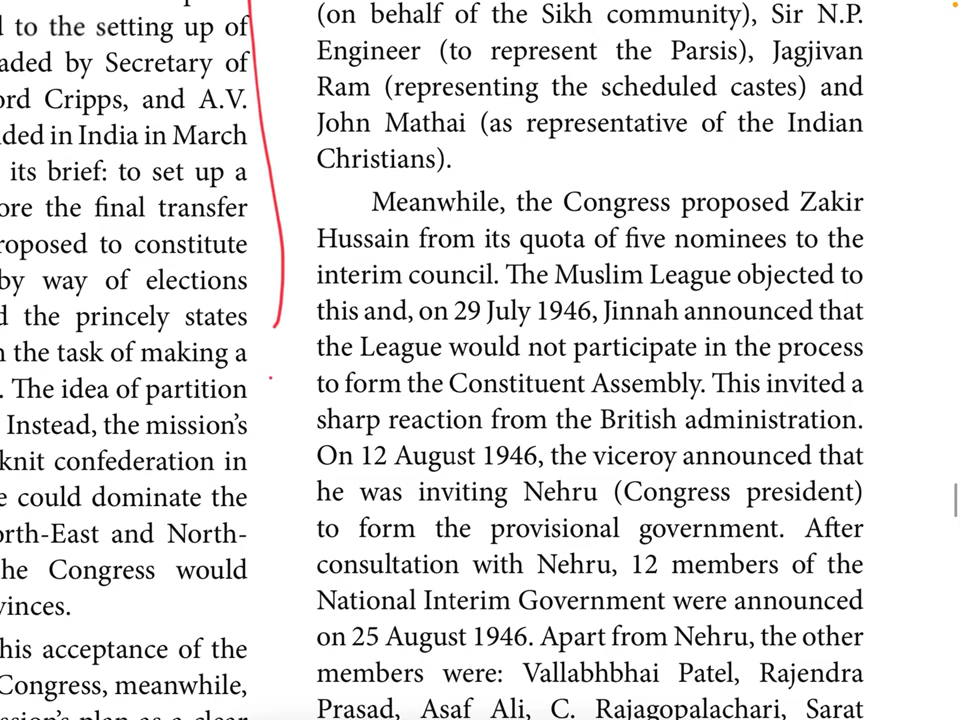 d to the setting up of
aded by Secretary of
ord Cripps, and A.V.
ded in India in March
its brief: to set up a
ore the final transfer
roposed to constitute
by way of elections
d the princely states
n the task of making a
. The idea of partition
Instead, the mission's
knit confederation in
e could dominate the
orth-East and North-
he Congress would
vinces.
his acceptance of the
Congress, meanwhile,
(on behalf of the Sikh community), Sir N.P.
Engineer (to represent the Parsis), Jagjivan
Ram (representing the scheduled castes) and
John Mathai (as representative of the Indian
Christians).
Meanwhile, the Congress proposed Zakir
Hussain from its quota of five nominees to the
interim council. The Muslim League objected to
this and, on 29 July 1946, Jinnah announced that
the League would not participate in the process
to form the Constituent Assembly. This invited a
sharp reaction from the British administration.
On 12 August 1946, the viceroy announced that
he was inviting Nehru (Congress president)
to form the provisional government. After
consultation with Nehru, 12 members of the
National Interim Government were announced
on 25 August 1946. Apart from Nehru, the other
members were: Vallabhbhai Patel, Rajendra
Prasad, Asaf Ali, C. Rajagopalachari, Sarat